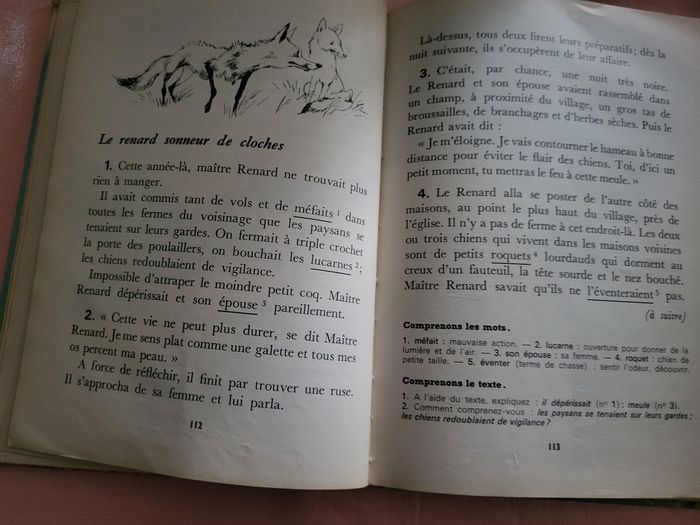 Le renard sonneur de cloches
1. Cette année-là, maître Renard ne trouvait plus
rien à manger.
Il avait commis tant de vols et de méfaits 1 dans
toutes les fermes du voisinage que les paysans se
tenaient sur leurs gardes. On fermait à triple crochet
la porte des poulaillers, on bouchait les lucarnes 2;
les chiens redoublaient de vigilance.
Impossible d'attraper le moindre petit coq. Maître
Renard dépérissait et son épouse 3 pareillement.
2. « Cette vie ne peut plus durer, se dit Maître
Renard. Je me sens plat comme une galette et tous mes
os percent ma peau. »
A force de réfléchir, il finit par trouver une ruse.
Il s'approcha de sa femme et lui parla.
112
Là-dessus, tous deux firent leurs préparatifs; dès la
nuit suivante, ils s'occupèrent de leur affaire.
3. C'était, par chance, une nuit très noire.
Le Renard et son épouse avaient rassemblé dans
un champ, à proximité du village, un gros tas de
broussailles, de branchages et d'herbes sèches. Puis le
Renard avait dit :
« Je m'éloigne. Je vais contourner le hameau à bonne
distance pour éviter le flair des chiens. Toi, d'ici un
petit moment, tu mettras le feu à cette meule. »
4. Le Renard alla se poster de l'autre côté des
maisons, au point le plus haut du village, près de
l'église. Il n'y a pas de ferme à cet endroit-là. Les deux
ou trois chiens qui vivent dans les maisons voisines
sont de petits roquets 4 lourdauds qui dorment au
creux d'un fauteuil, la tête sourde et le nez bouché.
Maître Renard savait qu'ils ne l'éventeraient 5 pas.
(à suivre)
Comprenons les mots.
1. méfait : mauvaise action. — 2. lucarne : ouverture pour donner de la
lumière et de l'air. — 3. son épouse : sa femme. — 4. roquet : chien de
petite taille. — 5. éventer (terme de chasse) : sentir l'odeur, découvrir.
Comprenons le texte.
1. A l'aide du texte, expliquez : il dépérissait (nº 1) ; meule (nº 3).
2. Comment comprenez-vous : les paysans se tenaient sur leurs gardes;
les chiens redoublaient de vigilance?
113